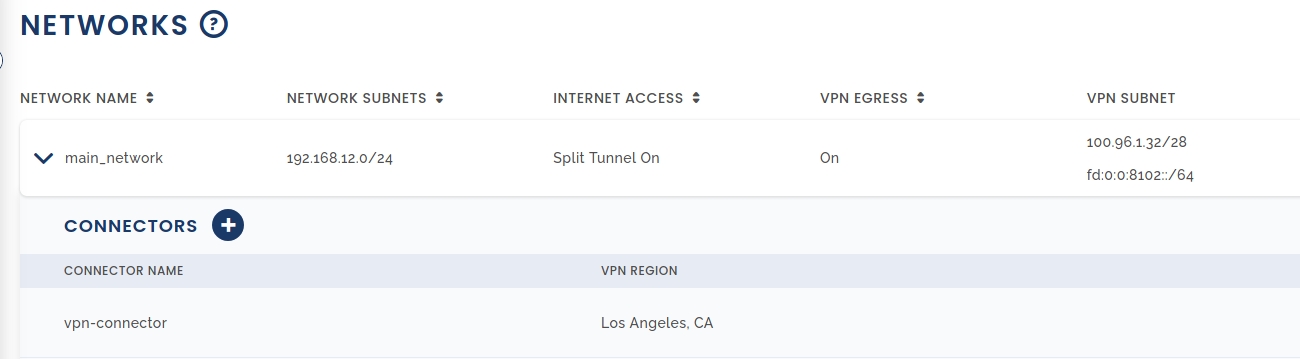 NETWORKS ?
NETWORK NAME NETWORK SUBNETS INTERNET ACCESS VPN EGRESS VPN SUBNET
main_network 192.168.12.0/24 Split Tunnel On On 100.96.1.32/28
fd:0:0:8102::/64
CONNECTORS +
CONNECTOR NAME VPN REGION
vpn-connector Los Angeles, CA